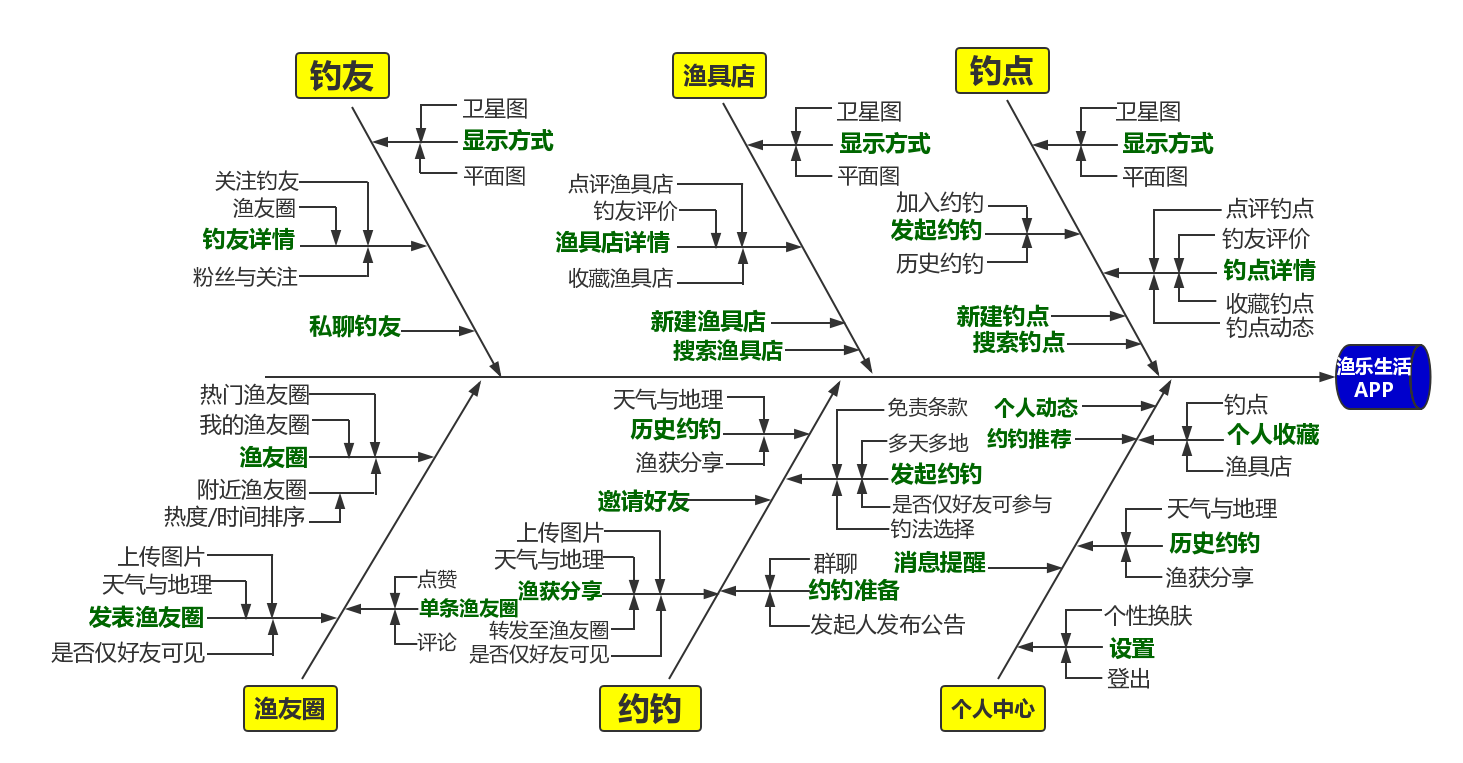 钓友
渔具店
钓点
卫星图
显示方式
平面图
关注钓友
渔友圈
钓友详情
粉丝与关注
私聊钓友
卫星图
显示方式
平面图
点评渔具店
钓友评价
渔具店详情
收藏渔具店
新建渔具店
搜索渔具店
卫星图
显示方式
平面图
加入约钓
发起约钓
历史约钓
点评钓点
钓友评价
钓点详情
收藏钓点
钓点动态
新建钓点
搜索钓点
渔乐生活
APP
热门渔友圈
我的渔友圈
渔友圈
附近渔友圈
热度/时间排序
上传图片
天气与地理
发表渔友圈
是否仅好友可见
点赞
单条渔友圈
评论
天气与地理
历史约钓
渔获分享
免责条款
多天多地
发起约钓
是否仅好友可参与
钓法选择
邀请好友
上传图片
天气与地理
渔获分享
转发至渔友圈
是否仅好友可见
群聊
约钓准备
发起人发布公告
个人动态
约钓推荐
钓点
个人收藏
渔具店
天气与地理
历史约钓
渔获分享
消息提醒
个性换肤
设置
登出
渔友圈
约钓
个人中心